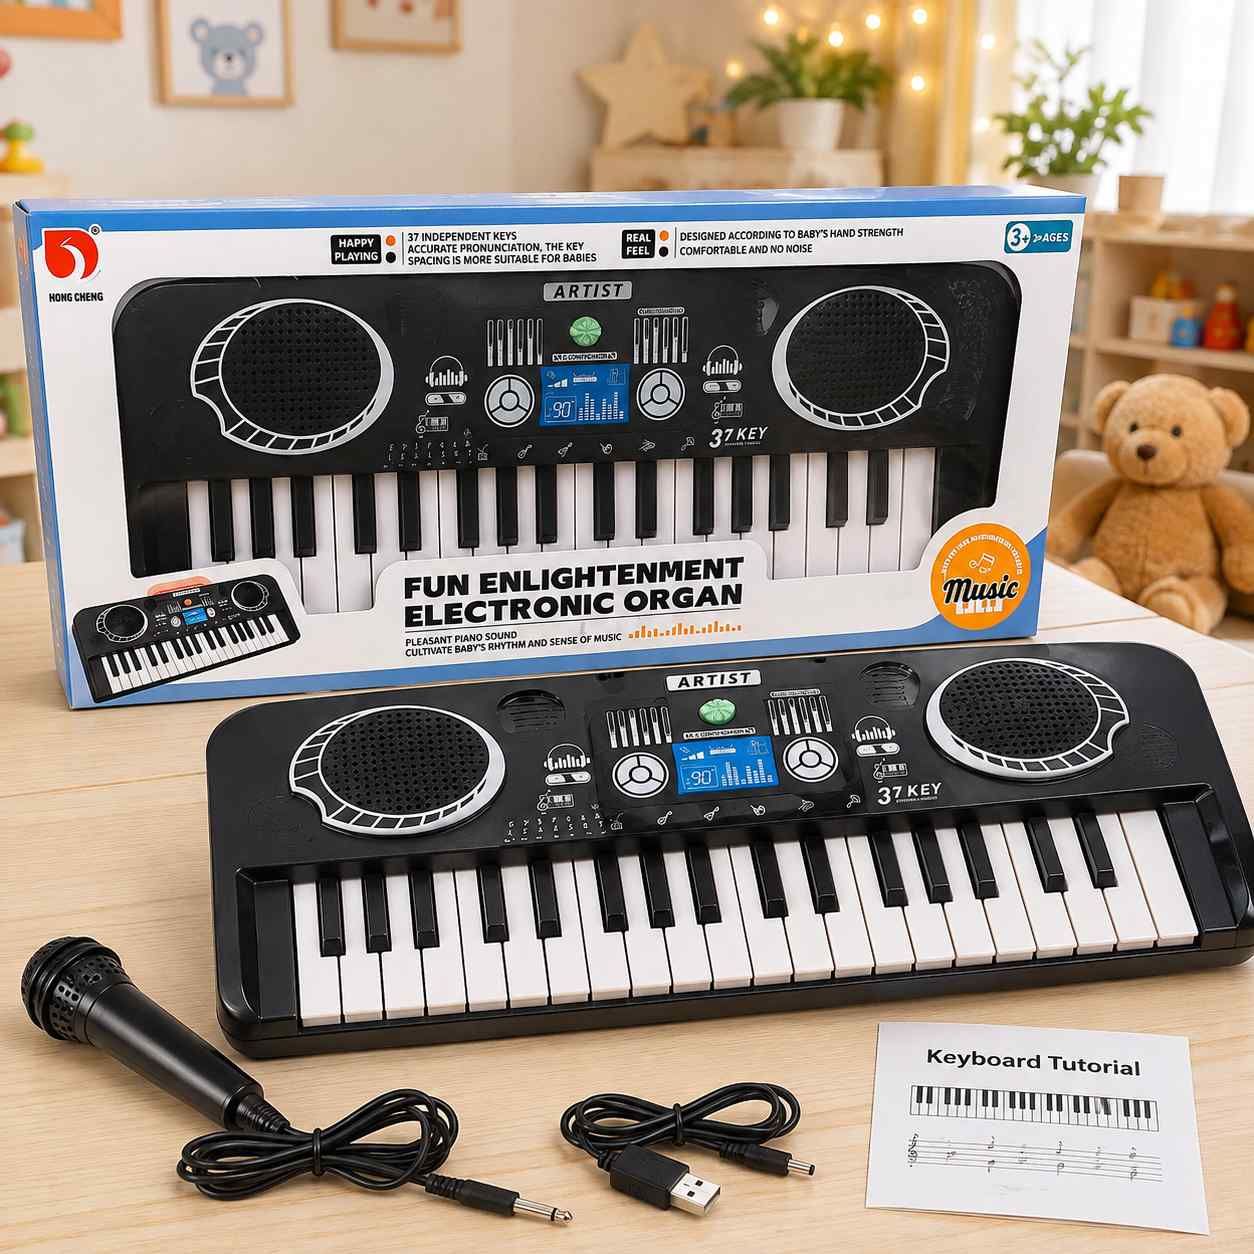 HONG CHENG
HAPPY
PLAYING
37 INDEPENDENT KEYS
ACCURATE PRONUNCIATION, THE KEY
SPACING IS MORE SUITABLE FOR BABIES
REAL
FEEL
DESIGNED ACCORDING TO BABY'S HAND STRENGTH
COMFORTABLE AND NO NOISE
3+ AGES
ARTIST
90
37 KEY
FUN ENLIGHTENMENT
ELECTRONIC ORGAN
PLEASANT PIANO SOUND
CULTIVATE BABY'S RHYTHM AND SENSE OF MUSIC
Music
ARTIST
90
37 KEY
Keyboard Tutorial